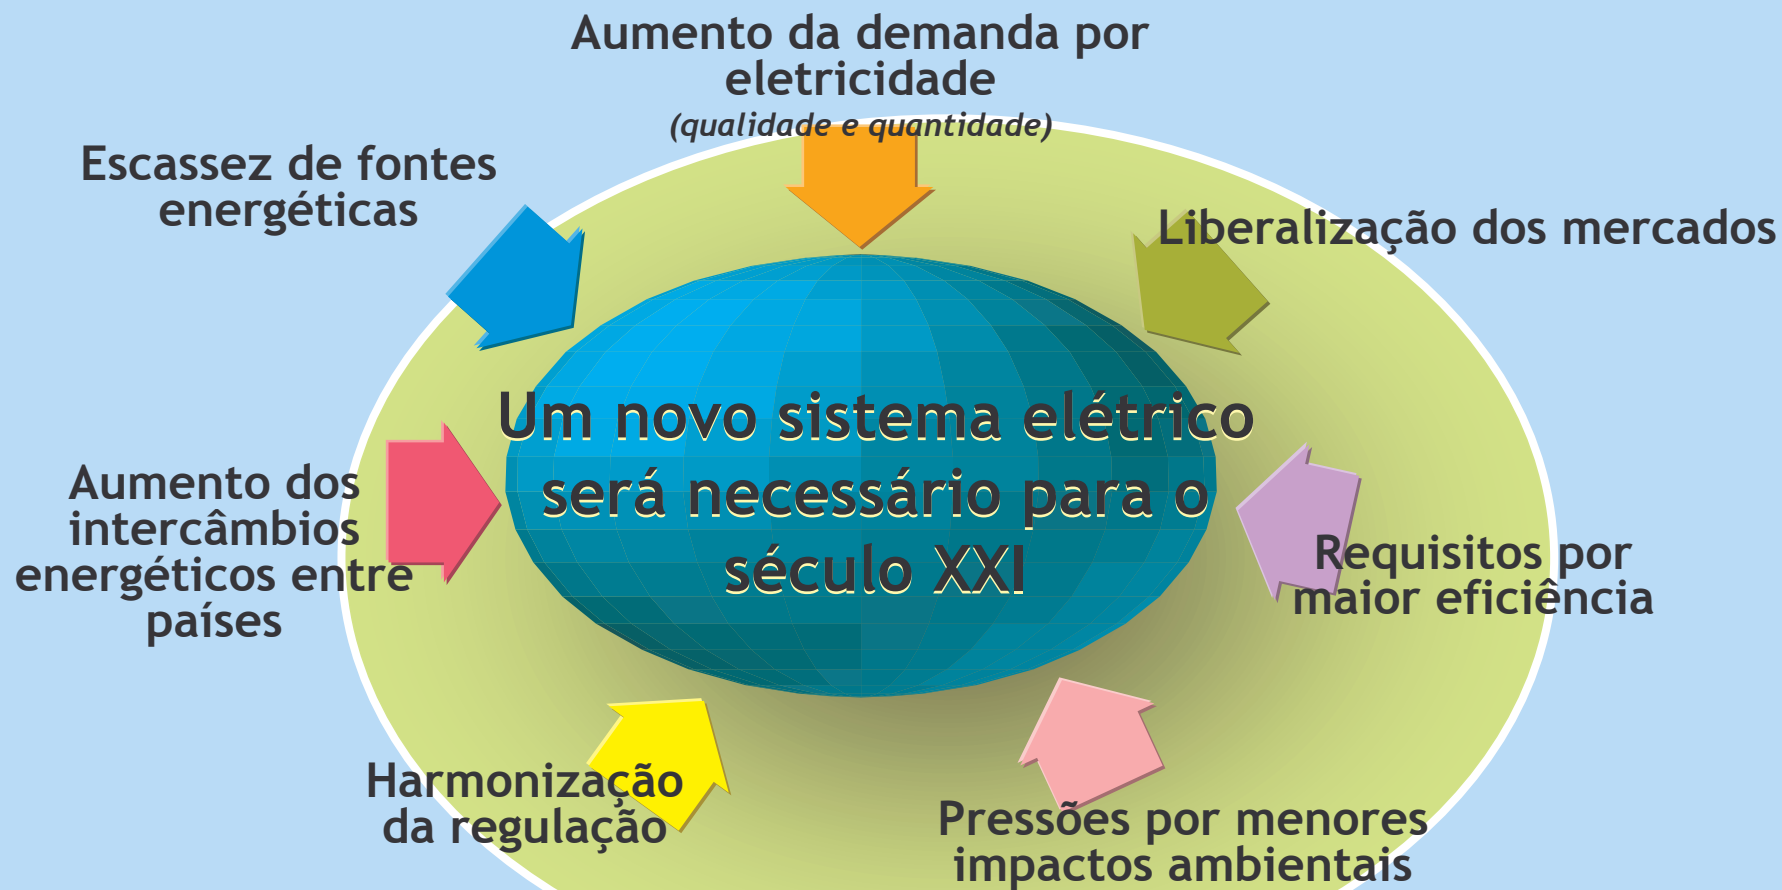 Aumento da demanda por
eletricidade
(qualidade e quantidade)
Escassez de fontes
energéticas
Liberalização dos mercados
Um novo sistema elétrico
será necessário para o
século XXI
Aumento dos
intercâmbios
energéticos entre
países
Requisitos por
maior eficiência
Harmonização
da regulação
Pressões por menores
impactos ambientais